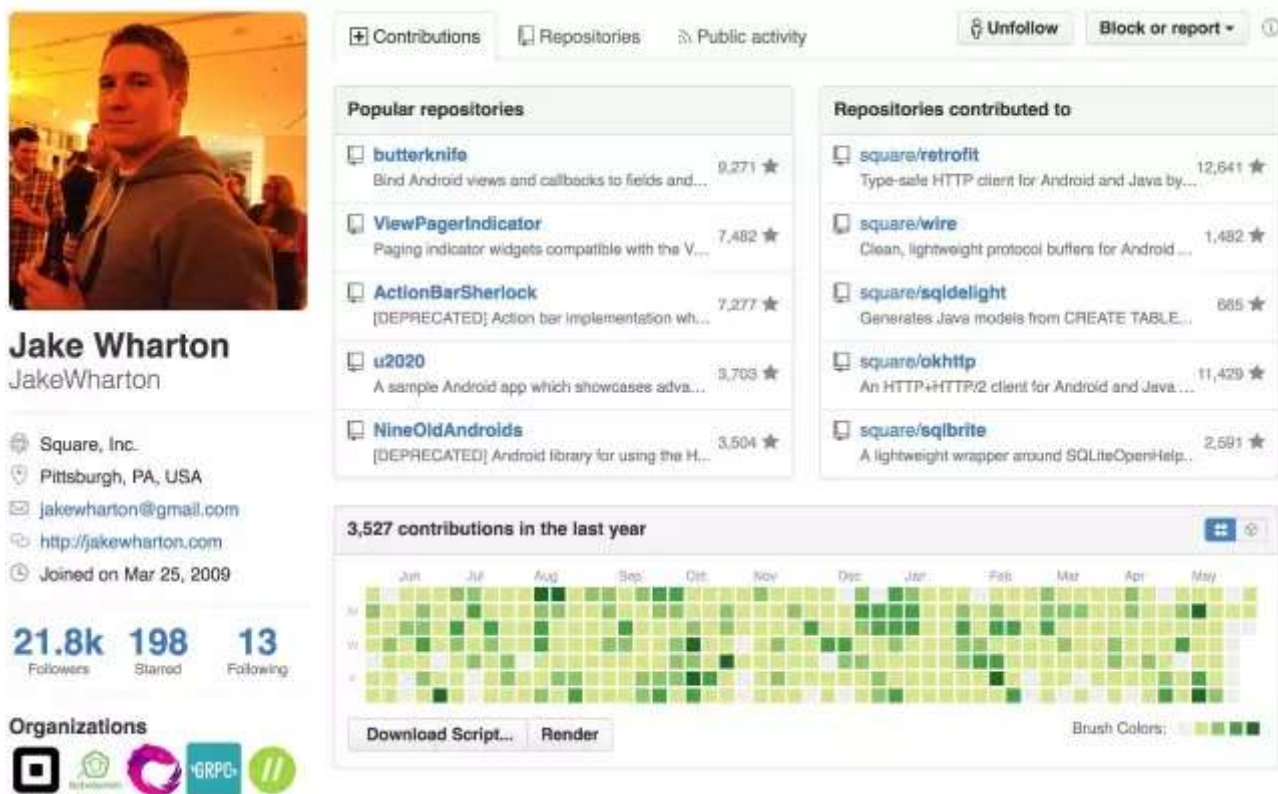 Contributions
Repositories
Public activity
Unfollow
Block or report
Popular repositories
butterknife
9,271
Bind Android views and callbacks to fields and...
ViewPagerIndicator
7,482
Paging indicator widgets compatible with the V...
ActionBarSherlock
7,277
[DEPRECATED] Action bar implementation wh...
u2020
3,703
A sample Android app which showcases adva...
NineOldAndroids
3,504
[DEPRECATED] Android library for using the H...
Repositories contributed to
square/retrofit
12,641
Type-safe HTTP client for Android and Java by...
square/wire
1,482
Clean, lightweight protocol buffers for Android ...
square/sqldelight
665
Generates Java models from CREATE TABLE...
square/okhttp
11,429
An HTTP+HTTP/2 client for Android and Java ...
square/sqlbrite
2,591
A lightweight wrapper around SQLiteOpenHelp..
Jake Wharton
JakeWharton
Square, Inc.
Pittsburgh, PA, USA
jakewharton@gmail.com
http://jakewharton.com
Joined on Mar 25, 2009
21.8k 198 13
Followers Starred Following
Organizations
GRPC
3,527 contributions in the last year
Jun Jul Aug Sep Oct Nov Dec Jan Feb Mar Apr May
M
W
F
Download Script... Render
Brush Colors: